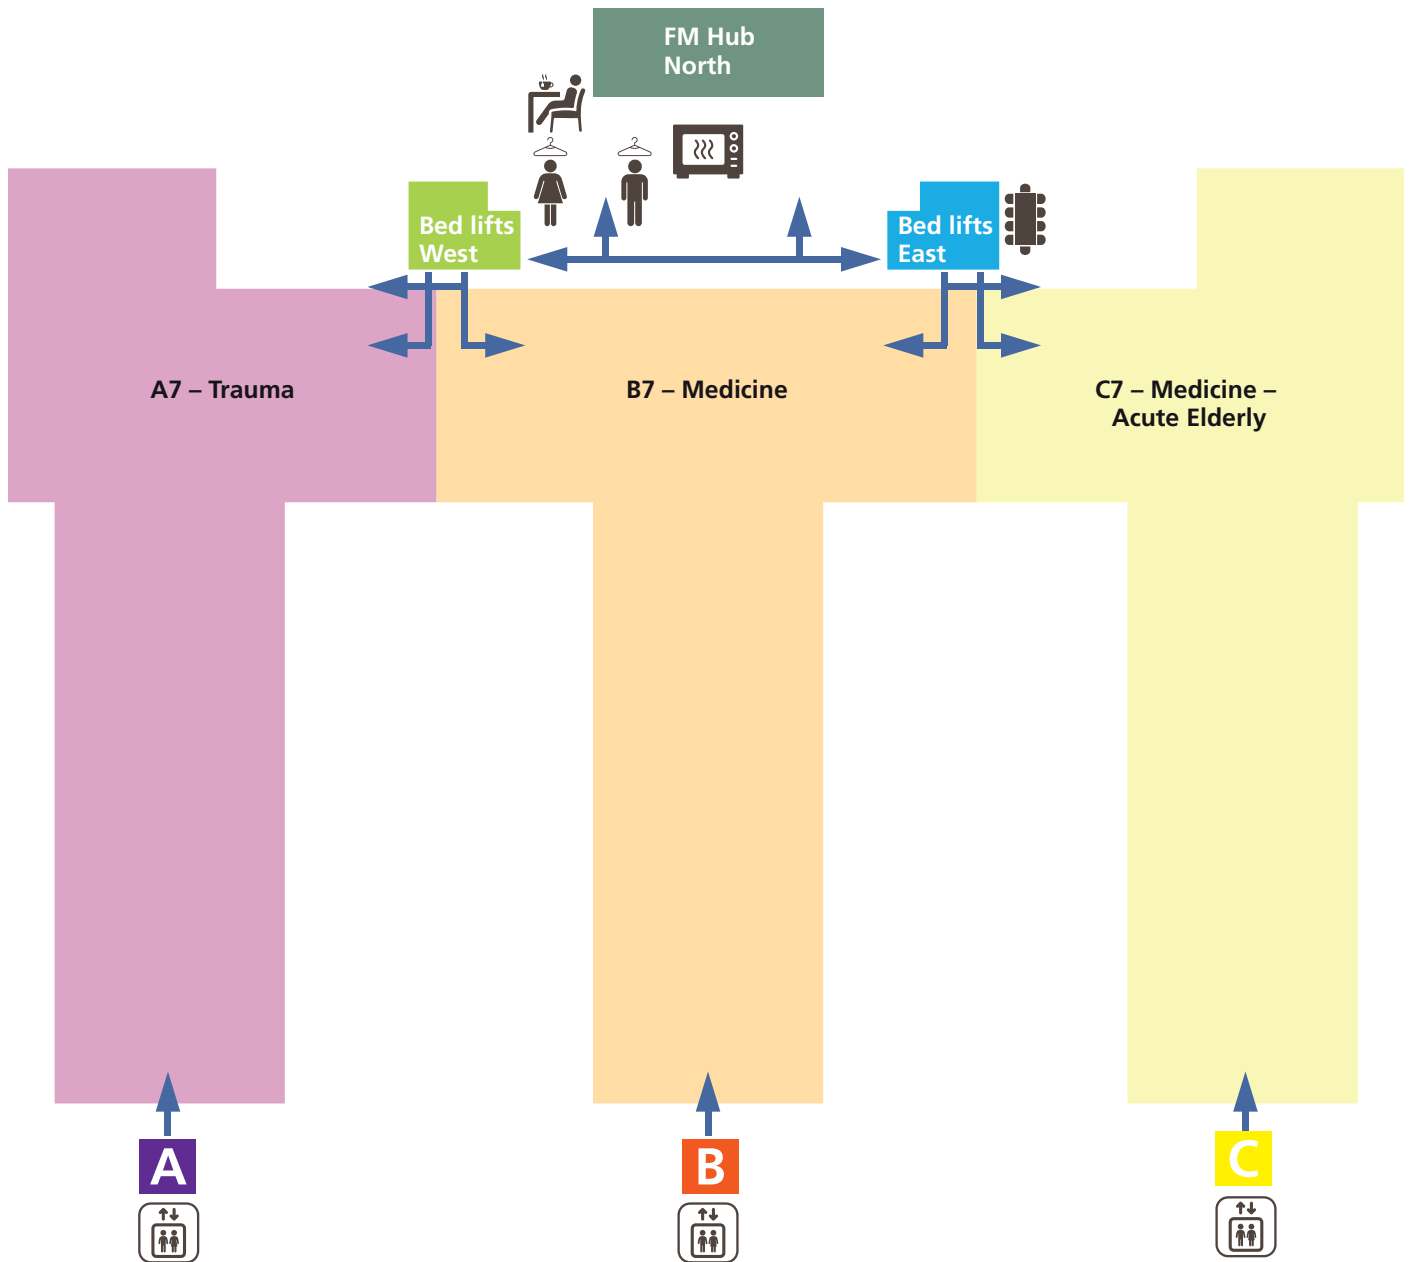 FM Hub
North
Bed lifts
West
Bed lifts
East
A7 – Trauma
B7 – Medicine
C7 – Medicine –
Acute Elderly
A
B
C